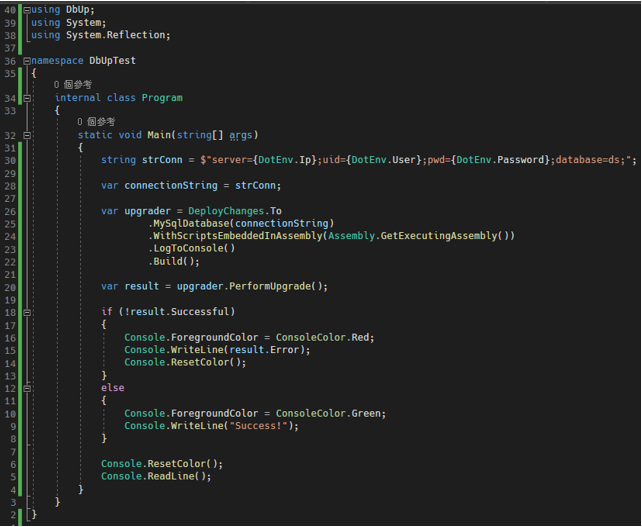 40 using DbUp;
39 using System;
38 using System.Reflection;
37
36 namespace DbUpTest
35 {
0 個參考
34 internal class Program
33 {
0 個參考
32 static void Main(string[] args)
31 {
30 string strConn = $"server={DotEnv.Ip};uid={DotEnv.User};pwd={DotEnv.Password};database=ds;";
29
28 var connectionString = strConn;
27
26 var upgrader = DeployChanges.To
25 .MySqlDatabase(connectionString)
24 .WithScriptsEmbeddedInAssembly(Assembly.GetExecutingAssembly())
23 .LogToConsole()
22 .Build();
21
20 var result = upgrader.PerformUpgrade();
19
18 if (!result.Successful)
17 {
16 Console.ForegroundColor = ConsoleColor.Red;
15 Console.WriteLine(result.Error);
14 Console.ResetColor();
13 }
12 else
11 {
10 Console.ForegroundColor = ConsoleColor.Green;
9 Console.WriteLine("Success!");
8 }
7
6 Console.ResetColor();
5 Console.ReadLine();
4 }
3 }
2 }